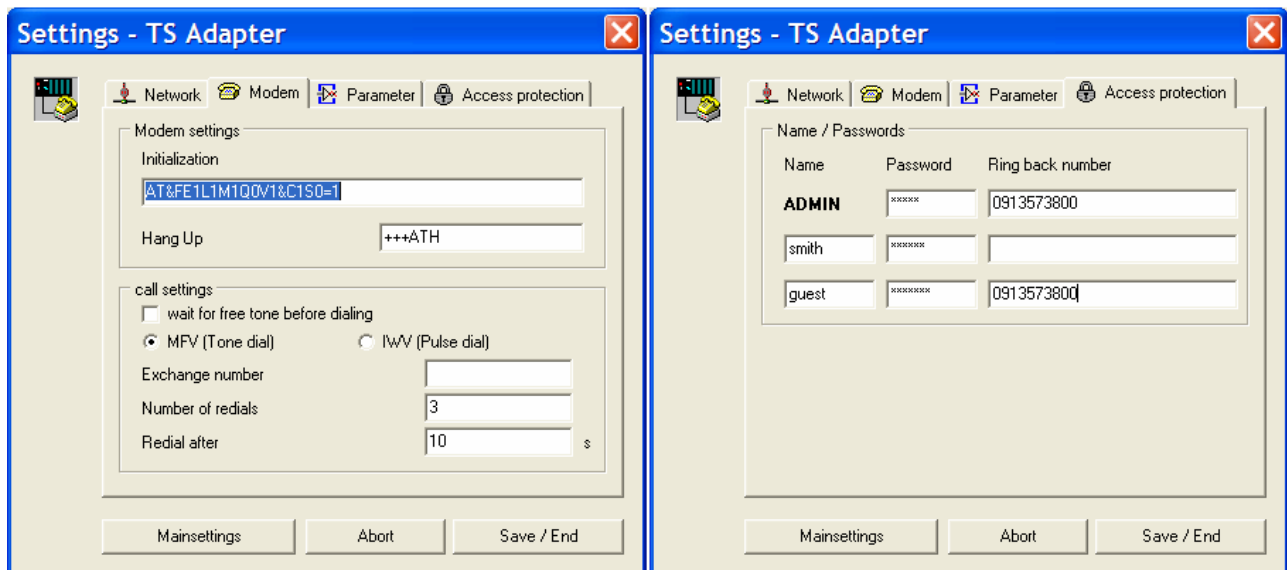 Settings - TS Adapter
Network Modem Parameter Access protection
Modem settings
Initialization
AT&FE1L1M1Q0V1&C1S0=1
Hang Up +++ATH
call settings
wait for free tone before dialing
MFV (Tone dial) IWV (Pulse dial)
Exchange number
Number of redials 3
Redial after 10 s
Mainsettings Abort Save / End
Settings - TS Adapter
Network Modem Parameter Access protection
Name / Passwords
Name Password Ring back number
ADMIN ***** 0913573800
smith ******
guest ******* 0913573800
Mainsettings Abort Save / End